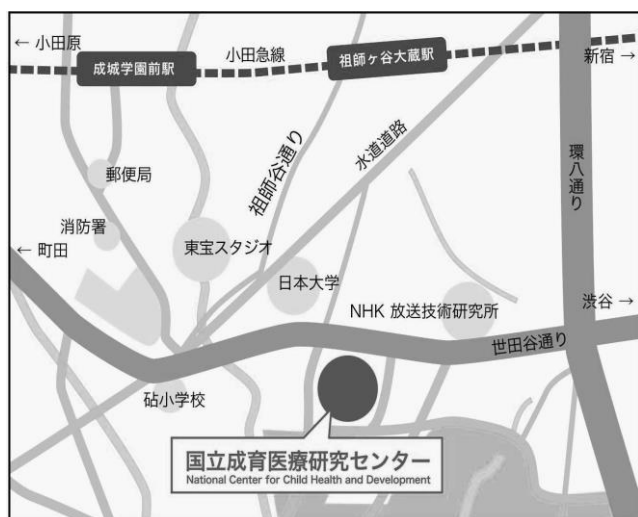 ← 小田原
成城学園前駅
小田急線
祖師ヶ谷大蔵駅
新宿 →
祖師谷通り
水道道路
環八通り
郵便局
消防署
← 町田
東宝スタジオ
日本大学
NHK 放送技術研究所
渋谷 →
世田谷通り
砧小学校
国立成育医療研究センター
National Center for Child Health and Development